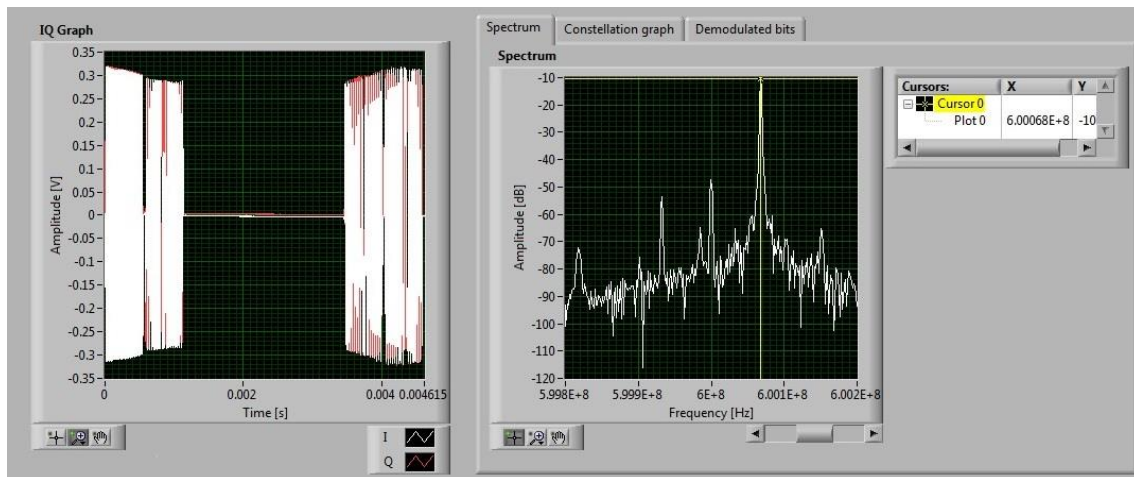 IQ Graph
0.35
0.3
0.25
0.2
0.15
0.1
0.05
0
-0.05
-0.1
-0.15
-0.2
-0.25
-0.3
-0.35
Amplitude [V]
0
0.002
0.004
0.004615
Time [s]
I
Q
Spectrum
Constellation graph
Demodulated bits
Spectrum
-10
-20
-30
-40
-50
-60
-70
-80
-90
-100
-110
-120
Amplitude [dB]
5.998E+8
5.999E+8
6E+8
6.001E+8
6.002E+8
Frequency [Hz]
Cursors: X Y
Cursor 0
Plot 0 6.00068E+8 -10